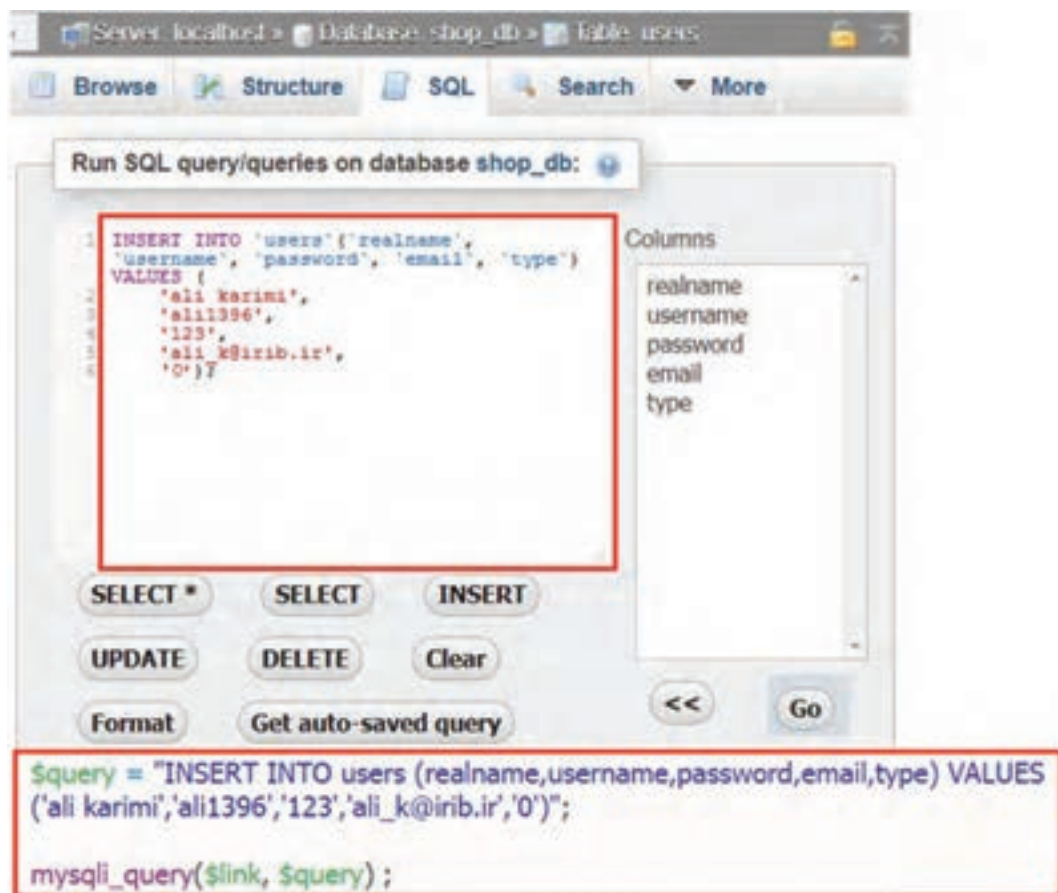 Server: localhost » Database: shop_db » Table: users
Browse Structure SQL Search More
Run SQL query/queries on database shop_db:
1 INSERT INTO `users`(`realname`,
`username`, `password`, `email`, `type`)
VALUES (
2 'ali karimi',
3 'ali1396',
4 '123',
5 'ali_k@irib.ir',
6 '0');
Columns
realname
username
password
email
type
SELECT * SELECT INSERT
UPDATE DELETE Clear
<< Go
Format Get auto-saved query
$query = "INSERT INTO users (realname,username,password,email,type) VALUES
('ali karimi','ali1396','123','ali_k@irib.ir','0')";
mysqli_query($link, $query) ;